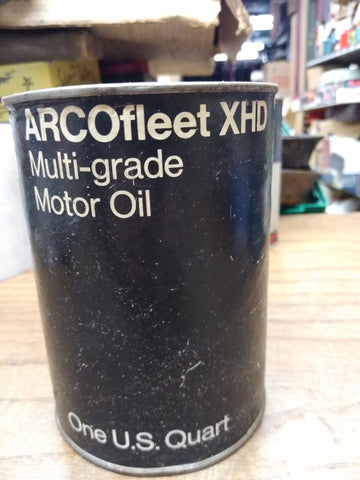 ARCOfleet XHD
Multi-grade
Motor Oil
One U.S. Quart